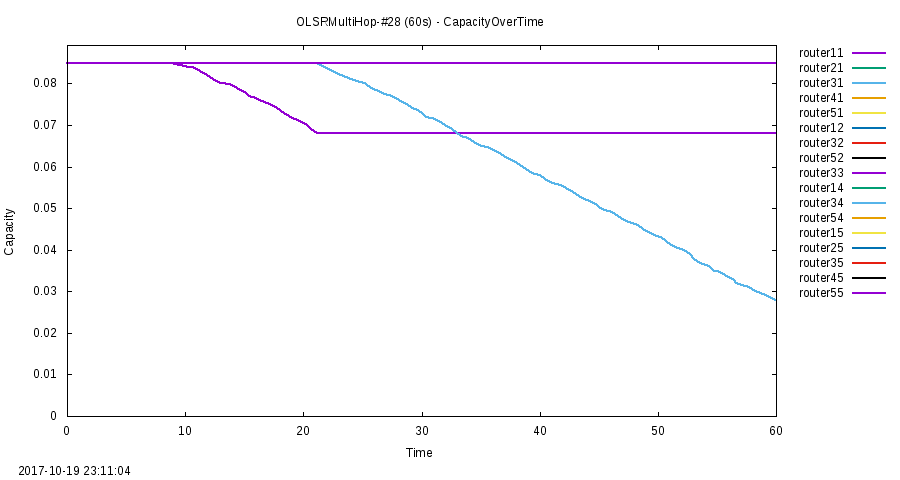 OLSRMultiHop-#28 (60s) - CapacityOverTime
router11
router21
router31
router41
router51
router12
router32
router52
router33
router14
router34
router54
router15
router25
router35
router45
router55
Capacity
0.08
0.07
0.06
0.05
0.04
0.03
0.02
0.01
0
0 10 20 30 40 50 60
Time
2017-10-19 23:11:04